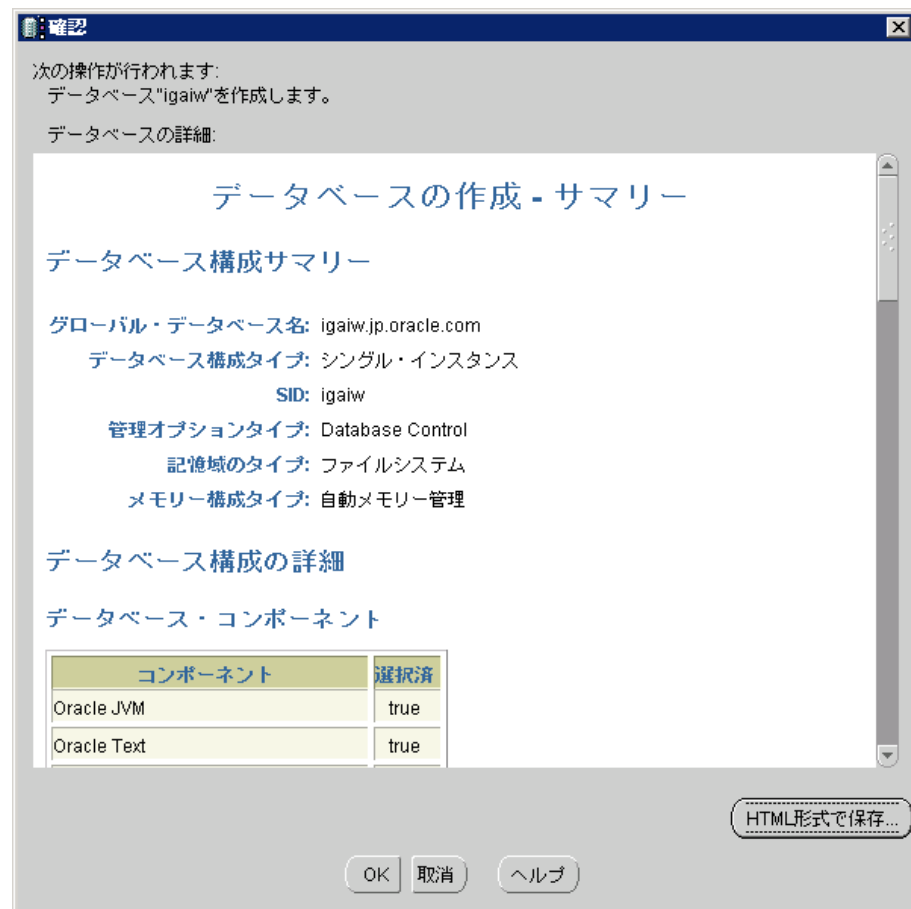 確認
次の操作が行われます:
データベース"igaiw"を作成します。
データベースの詳細:
データベースの作成 - サマリー
データベース構成サマリー
グローバル・データベース名: igaiw.jp.oracle.com
データベース構成タイプ: シングル・インスタンス
SID: igaiw
管理オプションタイプ: Database Control
記憶域のタイプ: ファイルシステム
メモリー構成タイプ: 自動メモリー管理
データベース構成の詳細
データベース・コンポーネント
コンポーネント 選択済
Oracle JVM true
Oracle Text true
HTML形式で保存...
OK 取消 ヘルプ